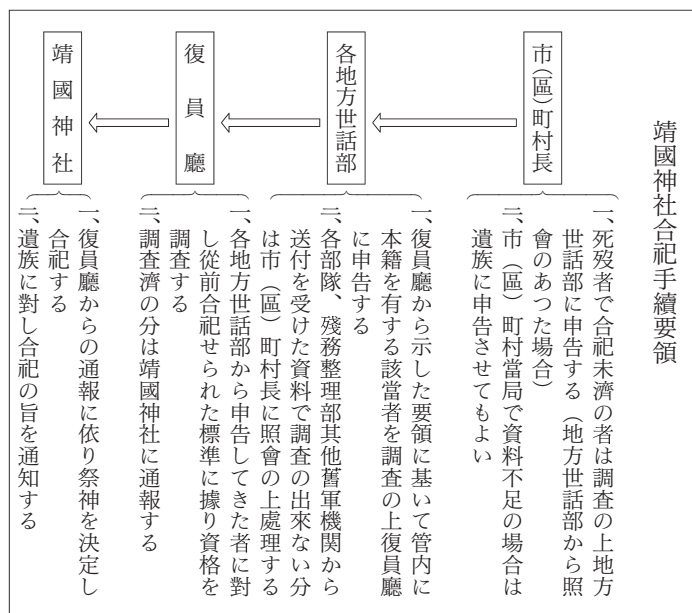 靖國神社合祀手續要領
市(區)町村長
一、死歿者で合祀未濟の者は調査の上地方
世話部に申告する（地方世話部から照
會のあつた場合）
二、市（區）町村當局で資料不足の場合は
遺族に申告させてもよい
各地方世話部
一、復員廳から示した要領に基いて管内に
本籍を有する該當者を調査の上復員廳
に申告する
二、各部隊、殘務整理部其他舊軍機関から
送付を受けた資料で調査の出來ない分
は市（區）町村長に照會の上處理する
復員廳
一、各地方世話部から申告してきた者に對
し從前合祀せられた標準に據り資格を
調査する
二、調査濟の分は靖國神社に通報する
靖國神社
一、復員廳からの通報に依り祭神を決定し
合祀する
二、遺族に對し合祀の旨を通知する